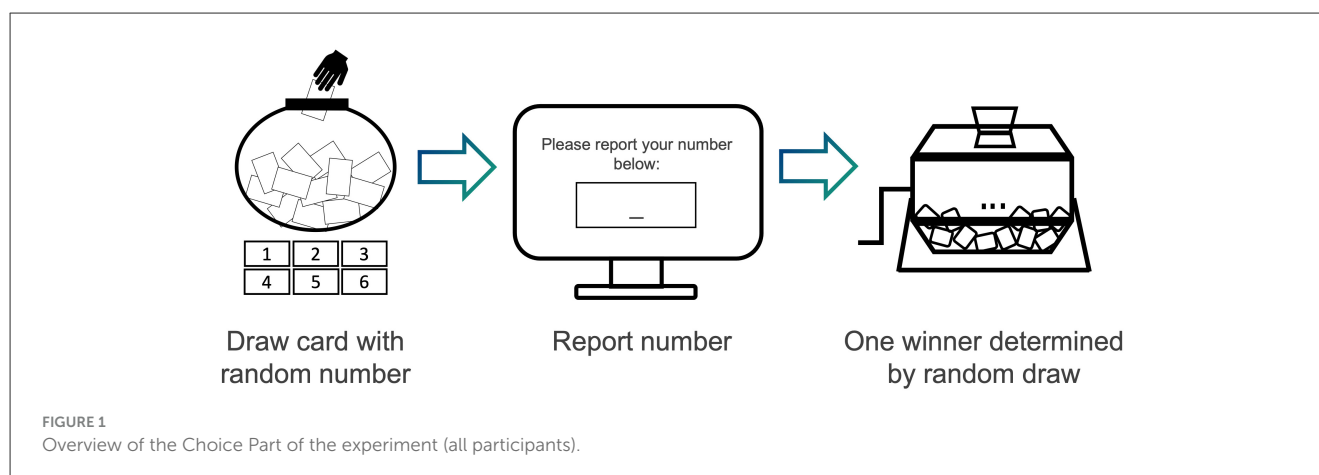 Please report your number
below:
_
1 2 3
4 5 6
...
Draw card with
random number
Report number
One winner determined
by random draw
FIGURE 1
Overview of the Choice Part of the experiment (all participants).